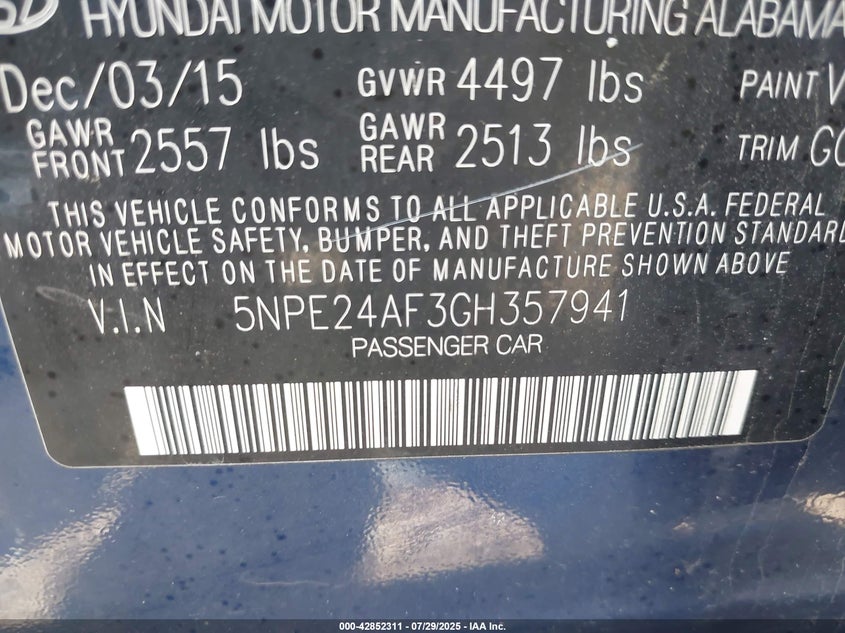 HYUNDAI MOTOR MANUFACTURING ALABAMA
Dec/03/15 GVWR 4497 lbs PAINT V
GAWR FRONT 2557 lbs GAWR REAR 2513 lbs TRIM GO
THIS VEHICLE CONFORMS TO ALL APPLICABLE U.S.A. FEDERAL
MOTOR VEHICLE SAFETY, BUMPER, AND THEFT PREVENTION STANDARD
IN EFFECT ON THE DATE OF MANUFACTURE SHOWN ABOVE
V.I.N 5NPE24AF3GH357941
PASSENGER CAR
000-42852311 | 07/29/2025 | IAA Inc.